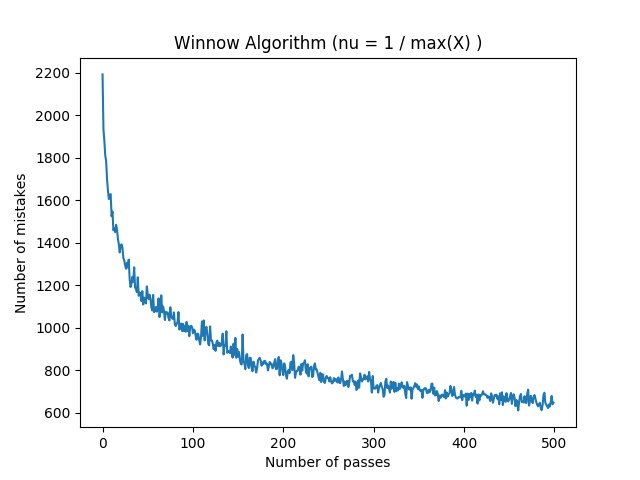 Winnow Algorithm (nu = 1 / max(X) )
2200
2000
1800
1600
1400
1200
1000
800
600
Number of mistakes
0 100 200 300 400 500
Number of passes